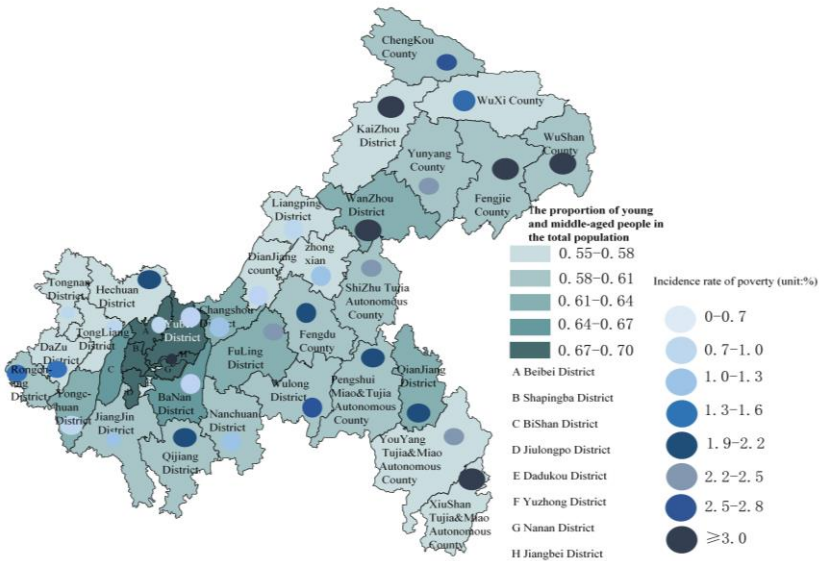 ChengKou
County
WuXi County
KaiZhou
District
WuShan
County
Yunyang
County
Fengjie
County
WanZhou
District
Liangping
District
zhong
xian
DianJiang
county
ShiZhu Tujia
Autonomous
County
Tongnan
District
Hechuan
District
Changshou
TongLiang
District
DaZu
District
Fengdu
County
FuLing
District
BaNan
District
Wulong
District
Pengshui
Miao&Tujia
Autonomous
County
QianJiang
District
District
Yong-
chuan
District
JiangJin
District
Nanchuan
District
Qijiang
District
YouYang
Tujia&Miao
Autonomous
County
XiuShan
Tujia&Miao
Autonomous
County
A
B
C
D
The proportion of young
and middle-aged people in
the total population
0.55-0.58
0.58-0.61
0.61-0.64
0.64-0.67
0.67-0.70
A Beibei District
B Shapingba District
C BiShan District
D Jiulongpo District
E Dadukou District
F Yuzhong District
G Nanan District
H Jiangbei District
Incidence rate of poverty (unit:%)
0-0.7
0.7-1.0
1.0-1.3
1.3-1.6
1.9-2.2
2.2-2.5
2.5-2.8
≥3.0